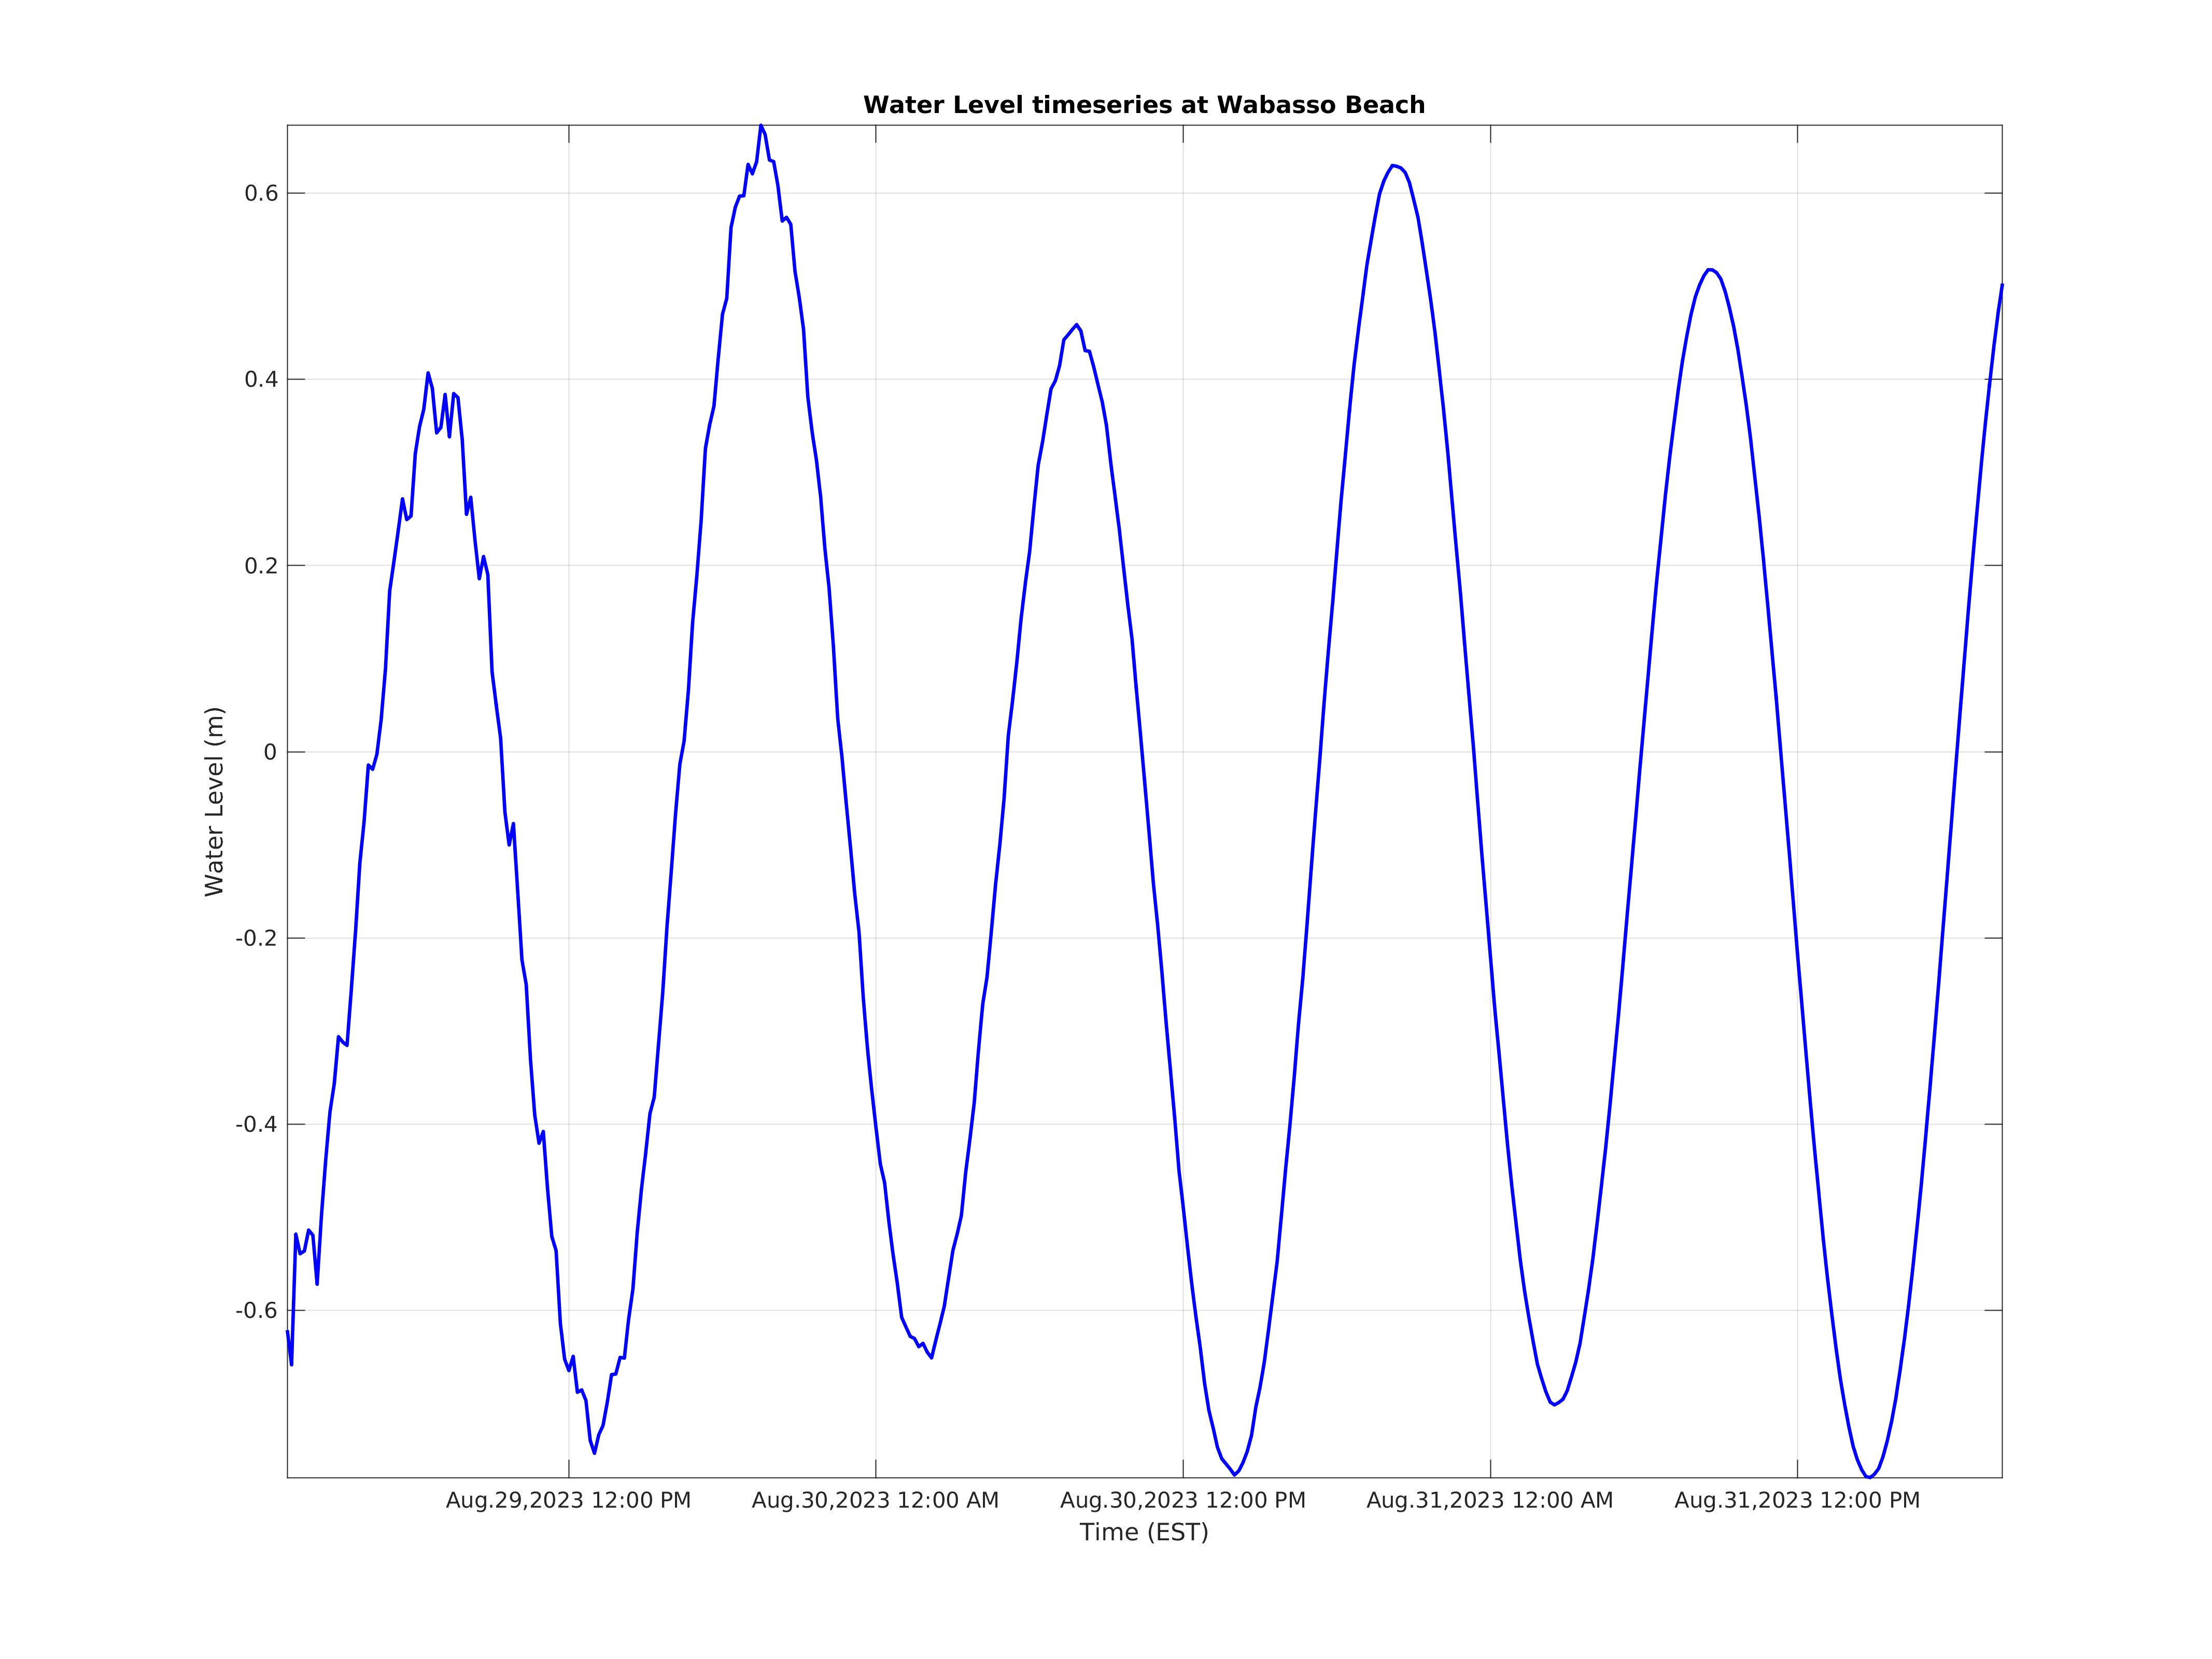 Water Level timeseries at Wabasso Beach
0.6
0.4
0.2
0
-0.2
-0.4
-0.6
Water Level (m)
Aug.29,2023 12:00 PM
Aug.30,2023 12:00 AM
Aug.30,2023 12:00 PM
Aug.31,2023 12:00 AM
Aug.31,2023 12:00 PM
Time (EST)